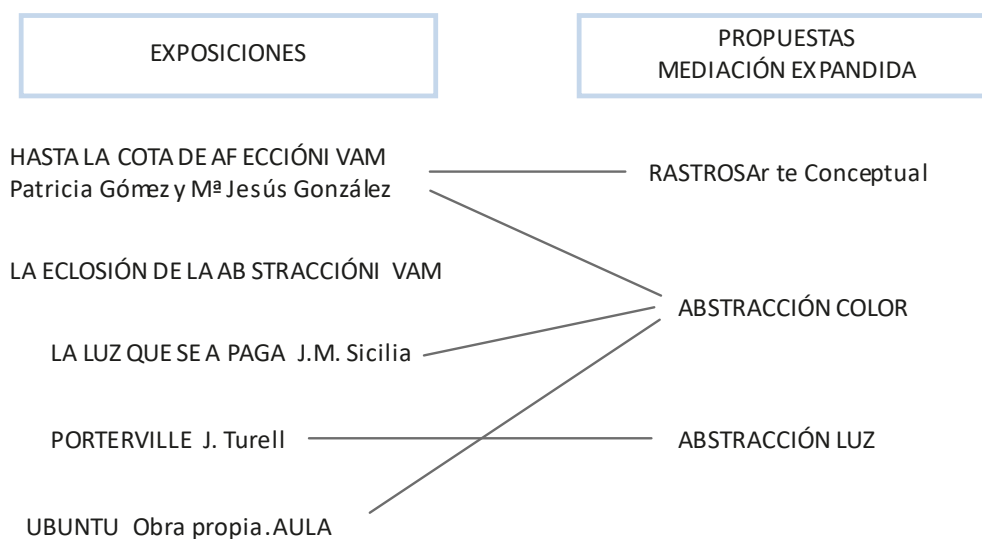 EXPOSICIONES
PROPUESTAS
MEDIACIÓN EXPANDIDA
HASTA LA COTA DE AF ECCIÓNI VAM
Patricia Gómez y Mª Jesús González
RASTROSAr te Conceptual
LA ECLOSIÓN DE LA AB STRACCIÓNI VAM
ABSTRACCIÓN COLOR
LA LUZ QUE SE A PAGA J.M. Sicilia
PORTERVILLE J. Turell
ABSTRACCIÓN LUZ
UBUNTU Obra propia.AULA